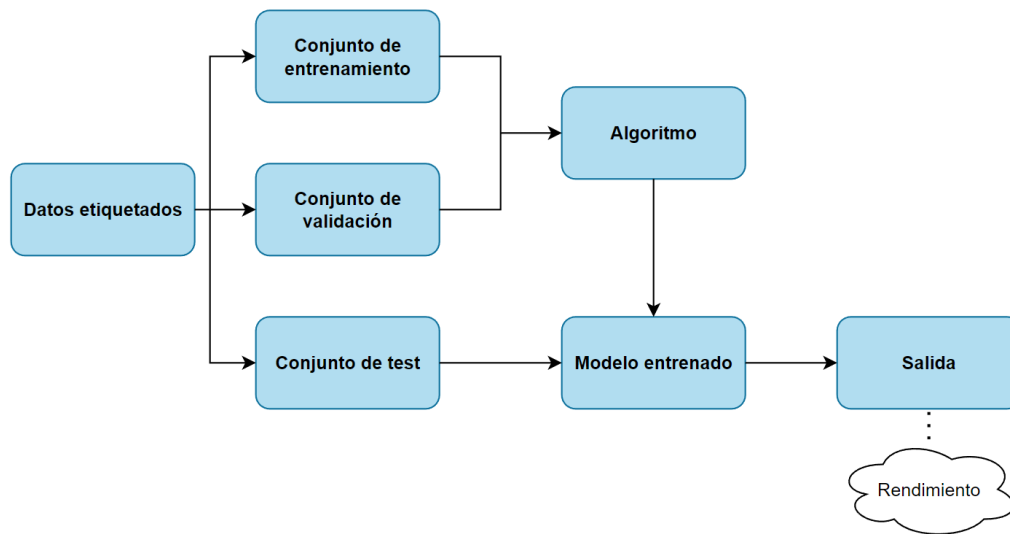 Conjunto de
entrenamiento
Algoritmo
Datos etiquetados
Conjunto de
validación
Conjunto de test
Modelo entrenado
Salida
Rendimiento